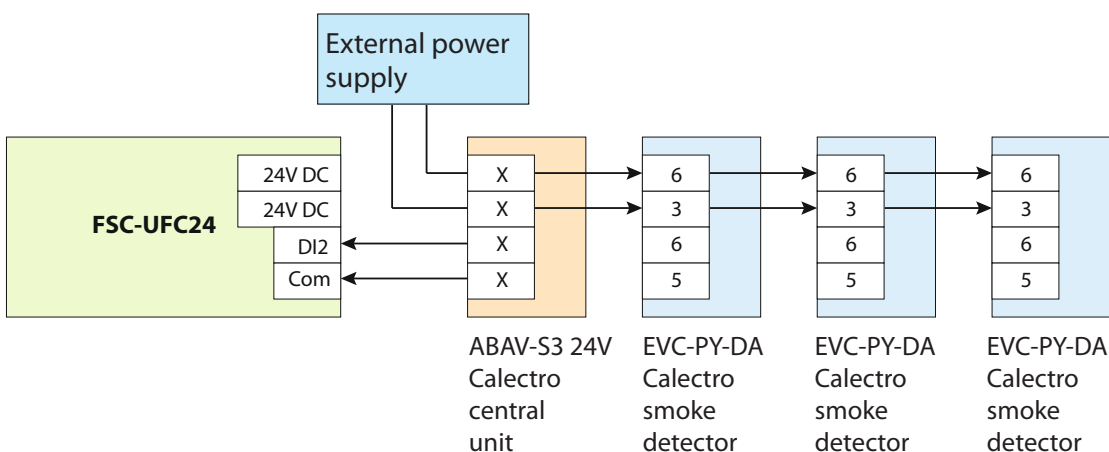 External power
supply
FSC-UFC24
24V DC
24V DC
DI2
Com
X
X
X
X
6
3
6
5
6
3
6
5
6
3
6
5
ABAV-S3 24V
Calectro
central
unit
EVC-PY-DA
Calectro
smoke
detector
EVC-PY-DA
Calectro
smoke
detector
EVC-PY-DA
Calectro
smoke
detector